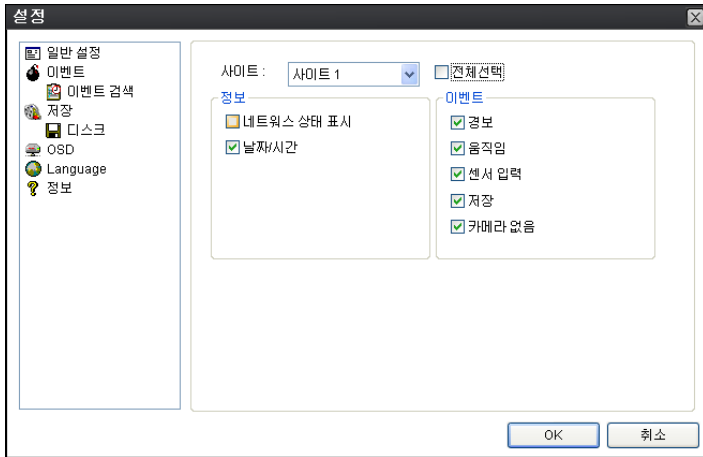 설정
일반 설정
이벤트
이벤트 검색
저장
디스크
OSD
Language
정보
사이트 : 사이트 1 전체선택
정보
네트웍스 상태 표시
날짜/시간
이벤트
경보
움직임
센서 입력
저장
카메라 없음
OK 취소